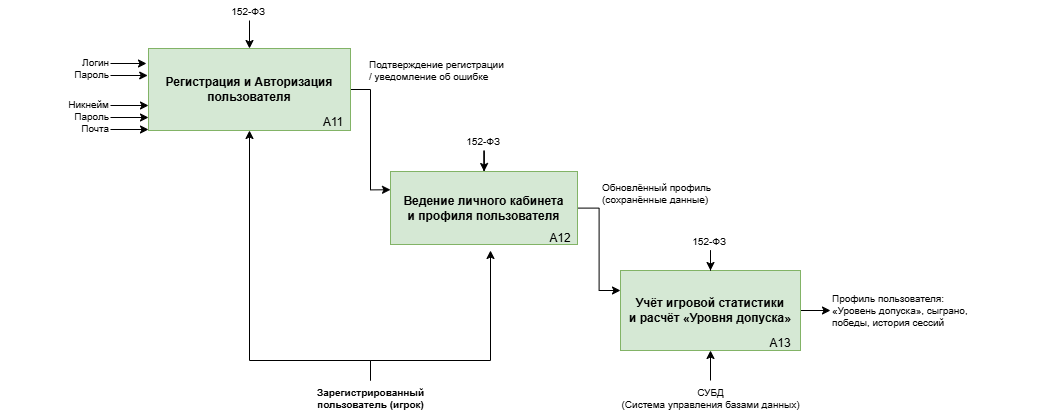 152-ФЗ
Логин
Пароль
Никнейм
Пароль
Почта
Регистрация и Авторизация
пользователя
A11
Подтверждение регистрации
/ уведомление об ошибке
152-ФЗ
Ведение личного кабинета
и профиля пользователя
A12
Обновлённый профиль
(сохранённые данные)
152-ФЗ
Учёт игровой статистики
и расчёт «Уровня допуска»
A13
Профиль пользователя:
«Уровень допуска», сыграно,
победы, история сессий
Зарегистрированный
пользователь (игрок)
СУБД
(Система управления базами данных)